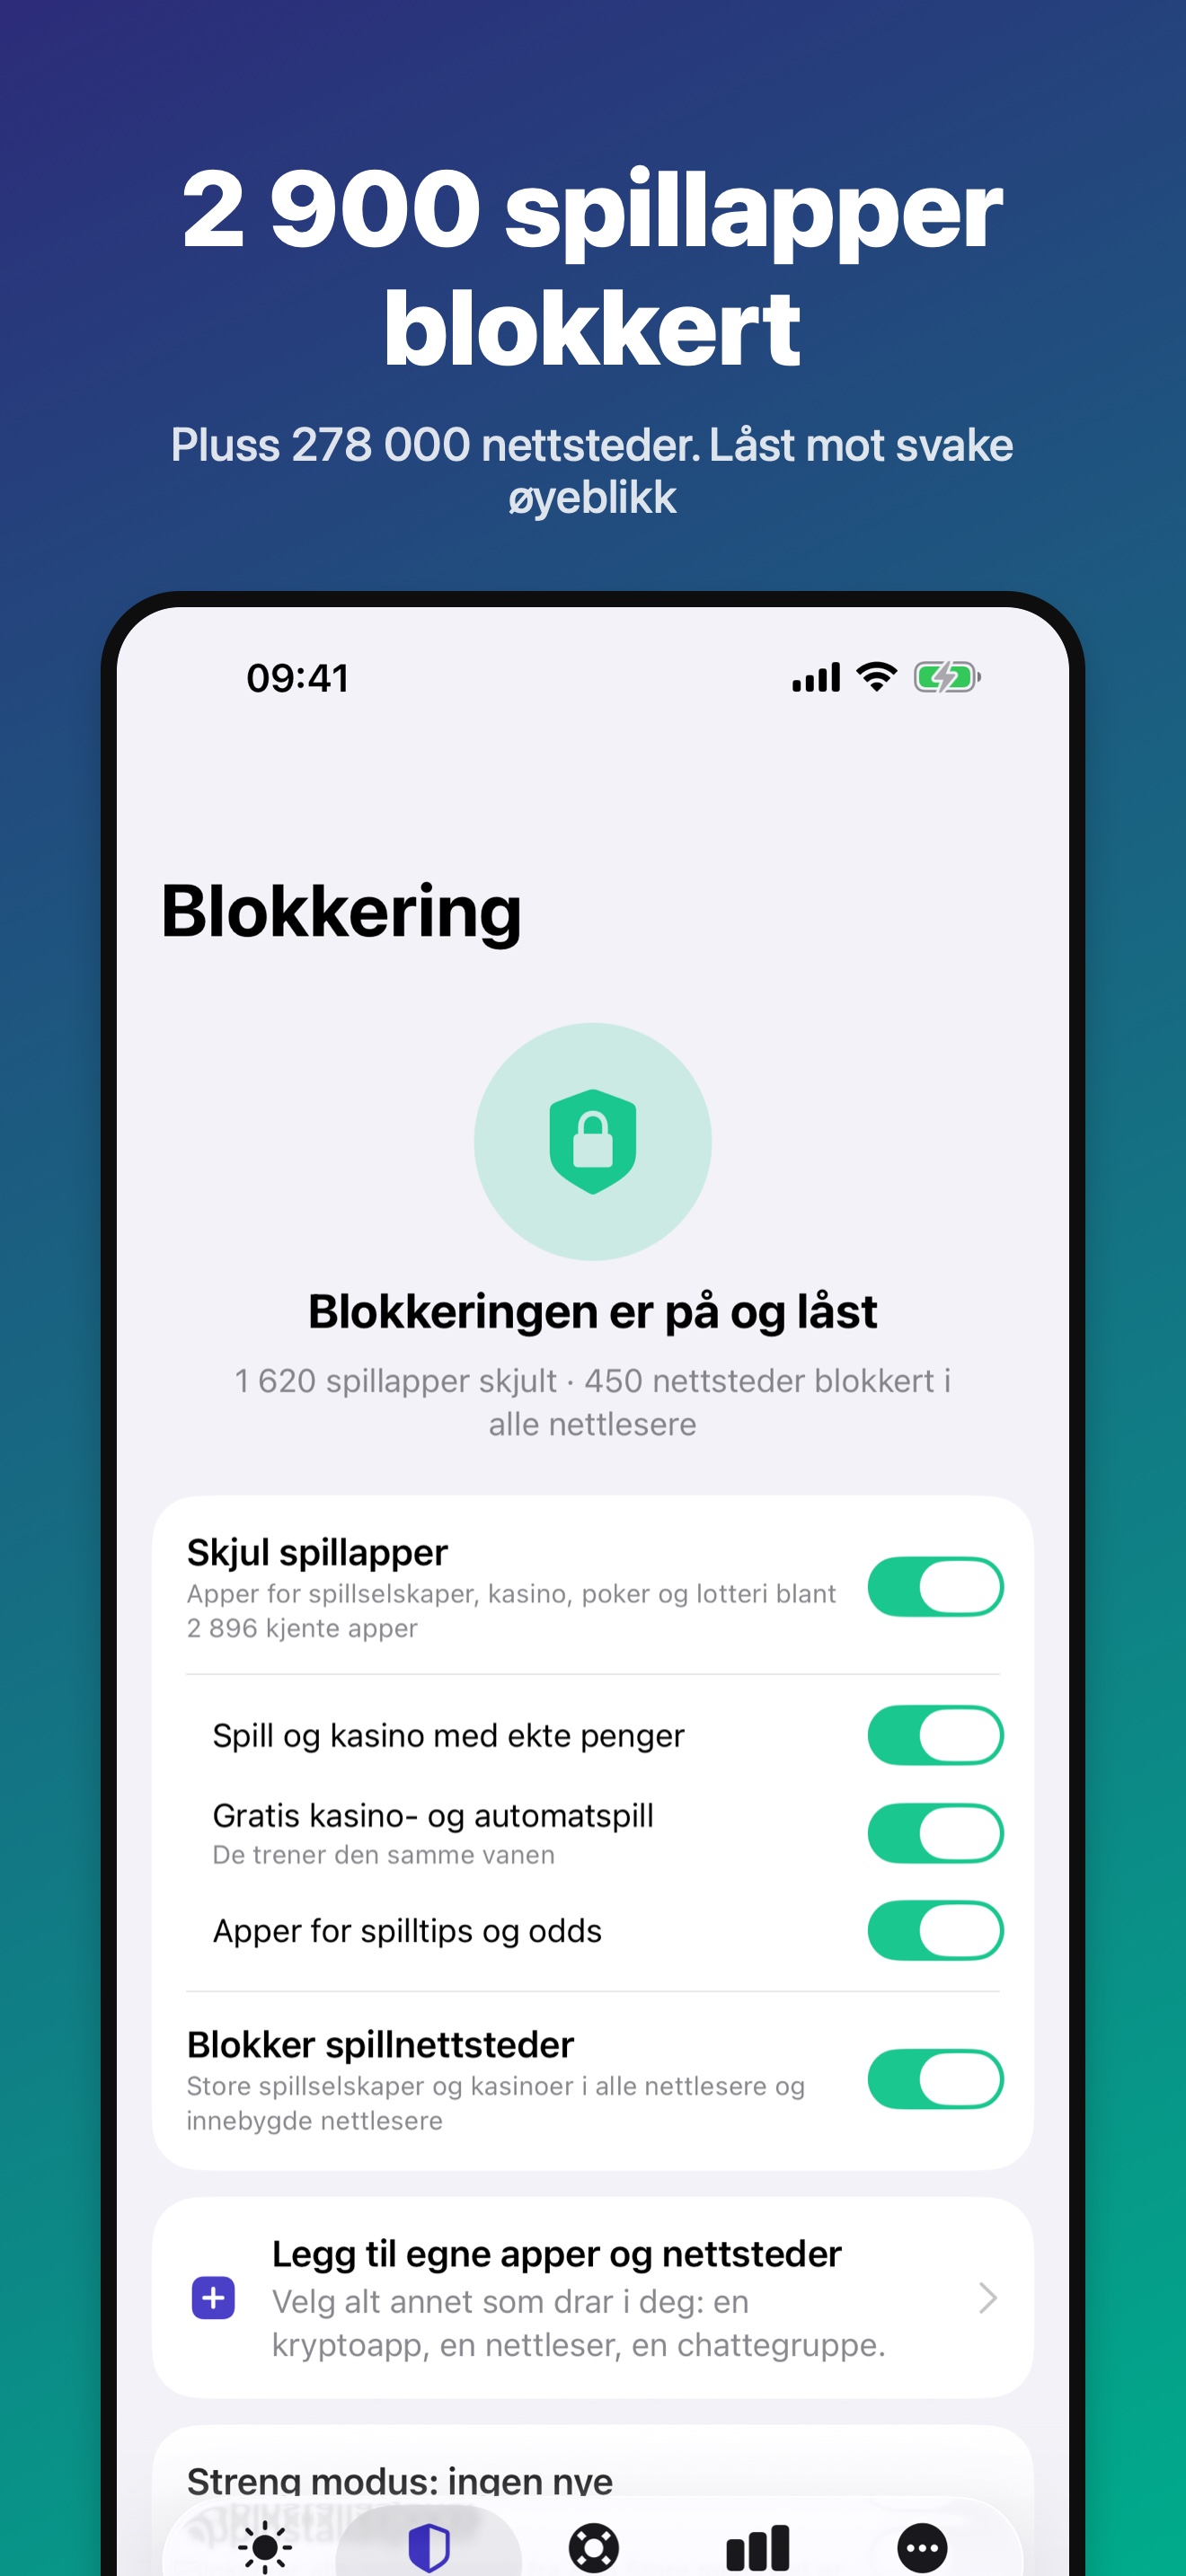 2 900 spillapper
blokkert
Pluss 278 000 nettsteder. Låst mot svake
øyeblikk
09:41
Blokkering
Blokkeringen er på og låst
1 620 spillapper skjult · 450 nettsteder blokkert i
alle nettlesere
Skjul spillapper
Apper for spillselskaper, kasino, poker og lotteri blant
2 896 kjente apper
Spill og kasino med ekte penger
Gratis kasino- og automatspill
De trener den samme vanen
Apper for spilltips og odds
Blokker spillnettsteder
Store spillselskaper og kasinoer i alle nettlesere og
innebygde nettlesere
Legg til egne apper og nettsteder
Velg alt annet som drar i deg: en
kryptoapp, en nettleser, en chattegruppe.
Streng modus: ingen nye